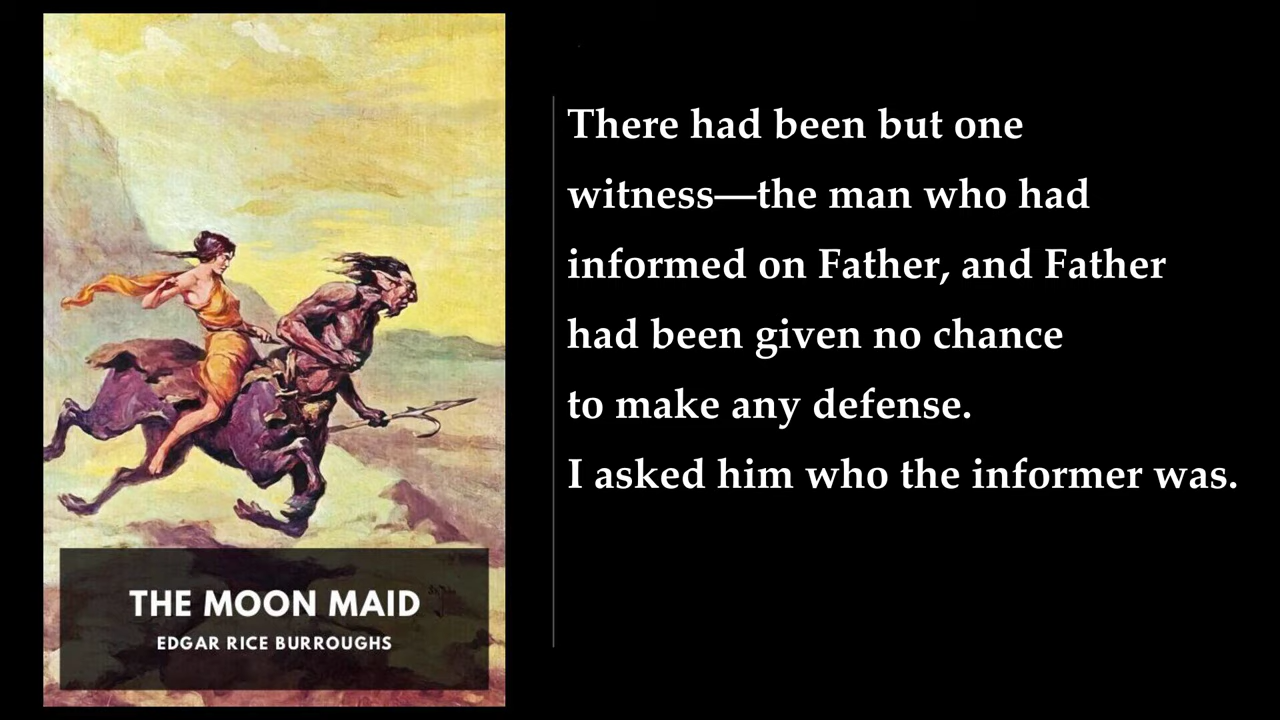 There had been but one
witness—the man who had
informed on Father, and Father
had been given no chance
to make any defense.
I asked him who the informer was.
THE MOON MAID
EDGAR RICE BURROUGHS